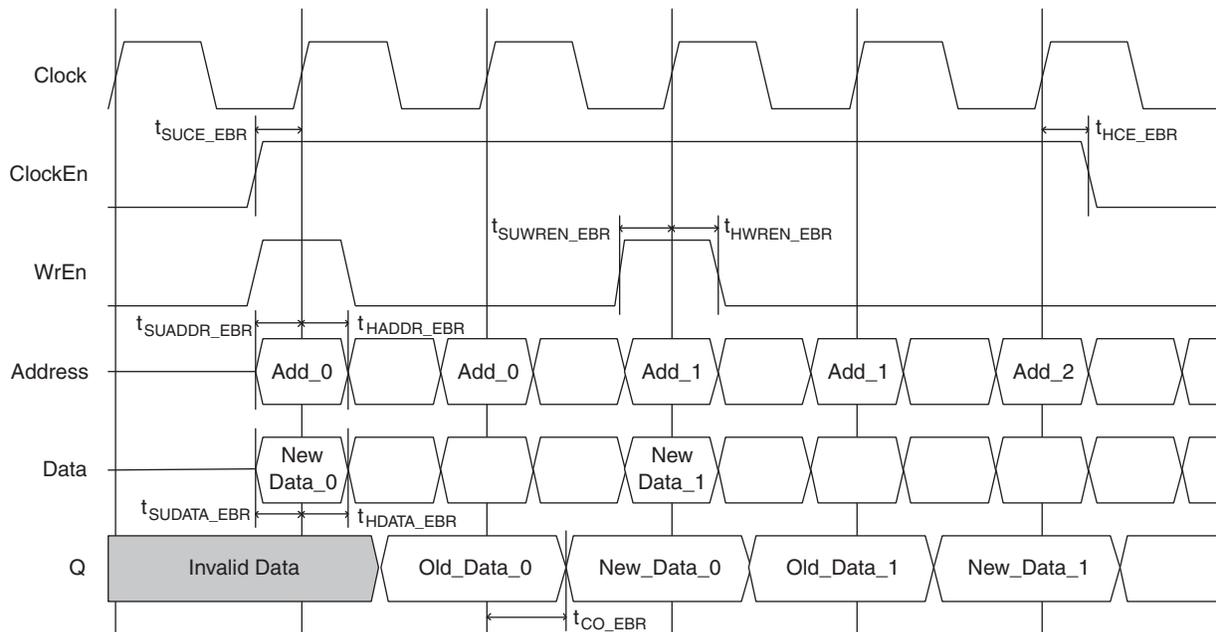 Clock
tSUCE_EBR
tHCE_EBR
ClockEn
tSUWREN_EBR
tHWREN_EBR
WrEn
tSUADDR_EBR
tHADDR_EBR
Address
Add_0
Add_0
Add_1
Add_1
Add_2
Data
New
Data_0
New
Data_1
tSUDATA_EBR
tHDATA_EBR
Q
Invalid Data
Old_Data_0
New_Data_0
Old_Data_1
New_Data_1
tCO_EBR